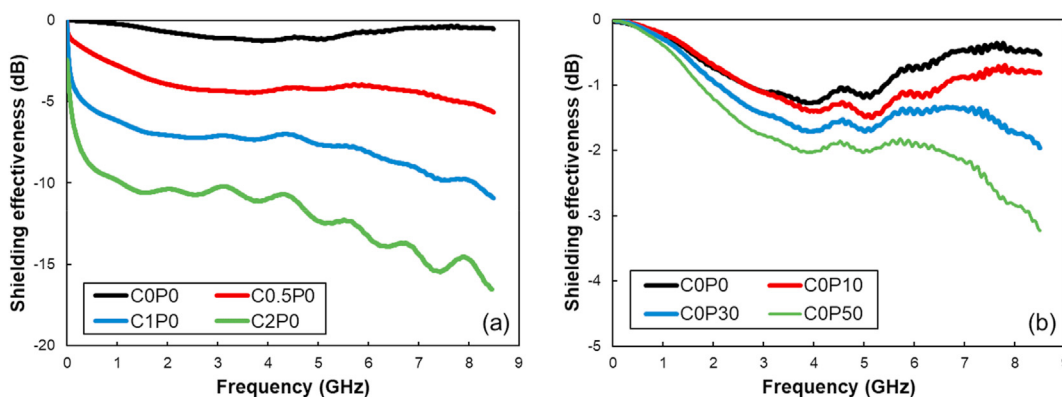 0
-5
-10
-15
-20
Shielding effectiveness (dB)
C0P0 C0.5P0
C1P0 C2P0
(a)
0 1 2 3 4 5 6 7 8 9
Frequency (GHz)
0
-1
-2
-3
-4
-5
Shielding effectiveness (dB)
C0P0 C0P10
C0P30 C0P50
(b)
0 1 2 3 4 5 6 7 8 9
Frequency (GHz)